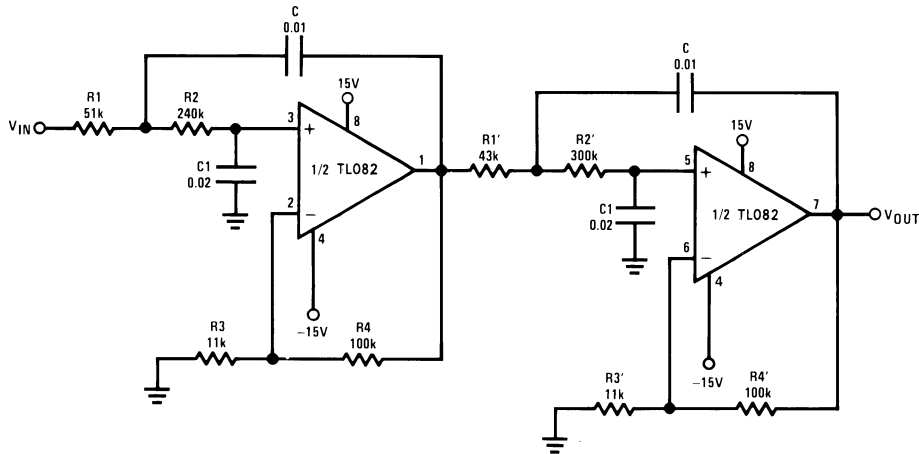 C
0.01
C
0.01
15V
R1
51k
R2
240k
8
3
+
VIN
1/2 TL082
1
C1
0.02
2
−
4
−15V
R3
11k
R4
100k
15V
R1'
43k
R2'
300k
8
5
+
1/2 TL082
7
VOUT
C1
0.02
6
−
4
−15V
R3'
11k
R4'
100k